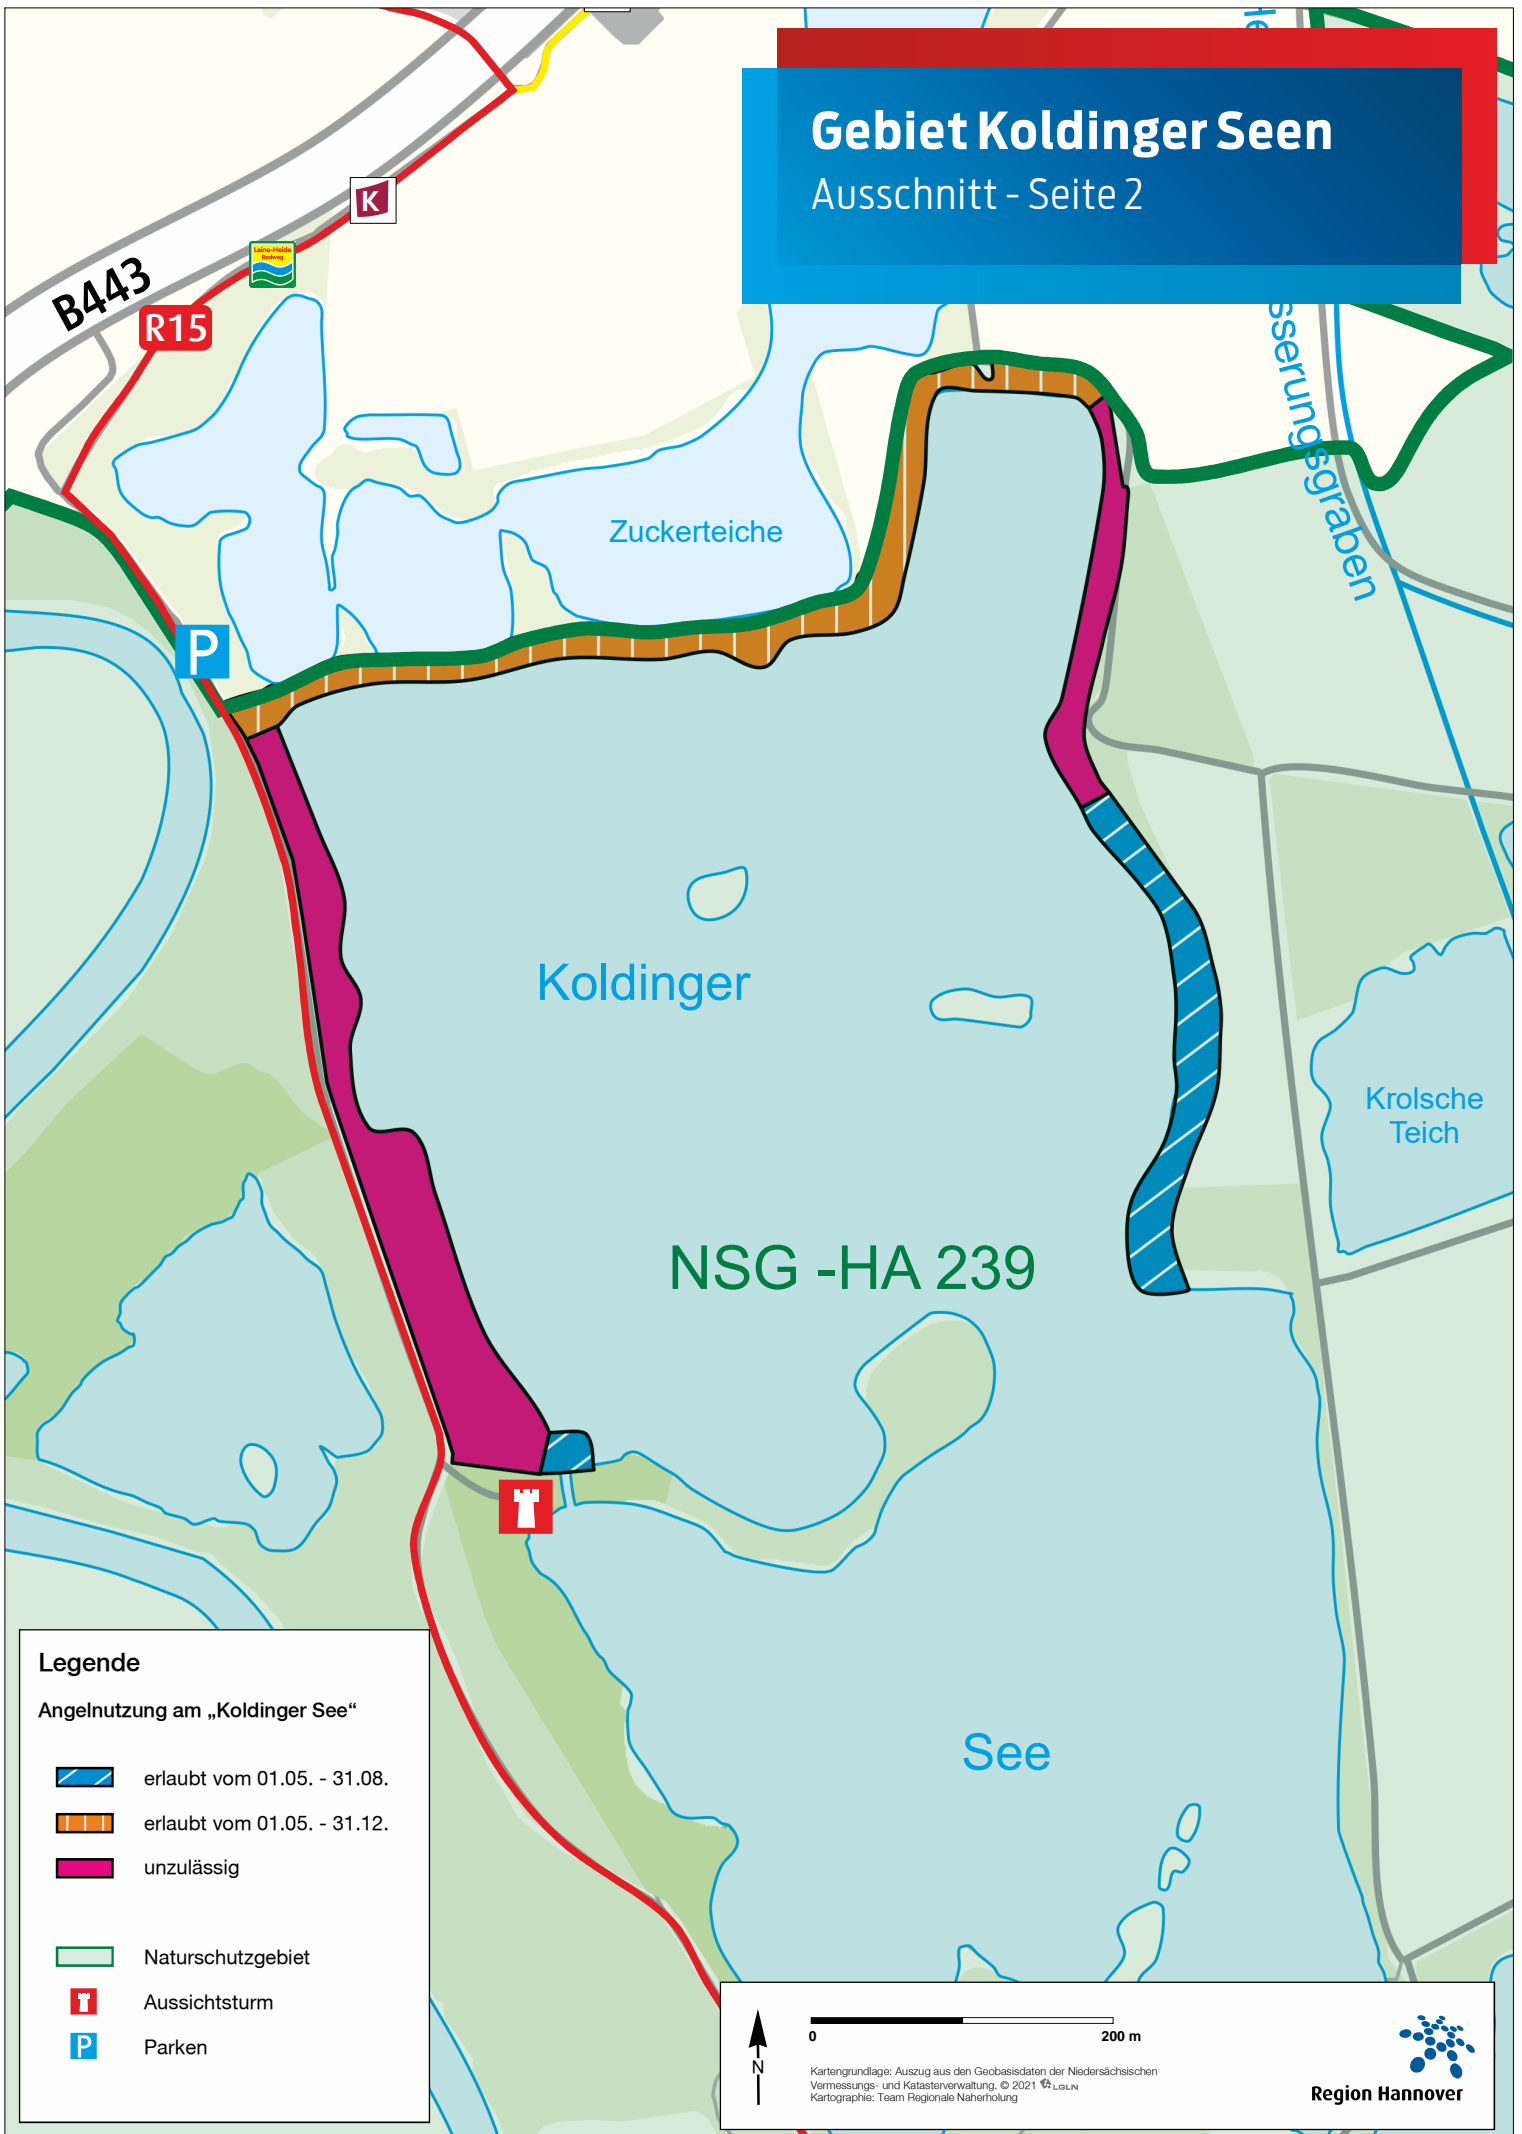 Gebiet Koldinger Seen
Ausschnitt - Seite 2
K
Leine-Heide
Radweg
B443
R15
sserungsgraben
Zuckerteiche
P
Koldinger
Krolsche
Teich
NSG -HA 239
See
Legende
Angelnutzung am „Koldinger See“
erlaubt vom 01.05. - 31.08.
erlaubt vom 01.05. - 31.12.
unzulässig
Naturschutzgebiet
Aussichtsturm
P Parken
N
0 200 m
Kartengrundlage: Auszug aus den Geobasisdaten der Niedersächsischen
Vermessungs- und Katasterverwaltung. © 2021 LGLN
Kartographie: Team Regionale Naherholung
Region Hannover